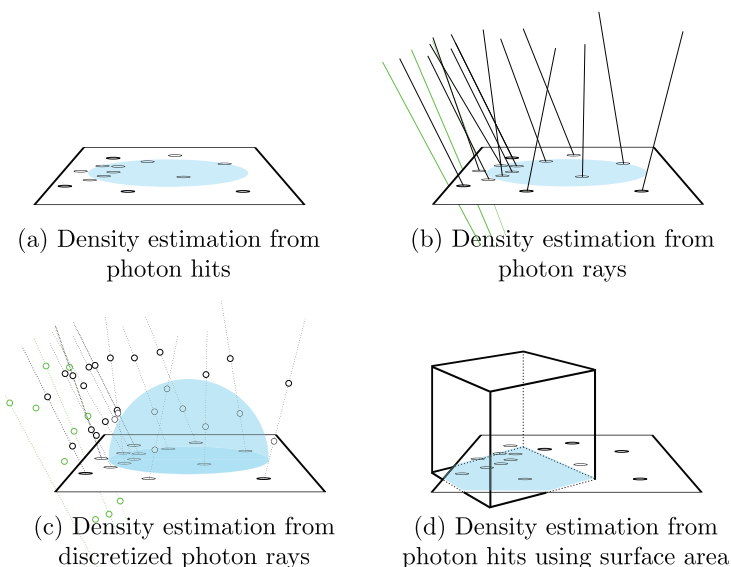 (a) Density estimation from
photon hits
(b) Density estimation from
photon rays
(c) Density estimation from
discretized photon rays
(d) Density estimation from
photon hits using surface area